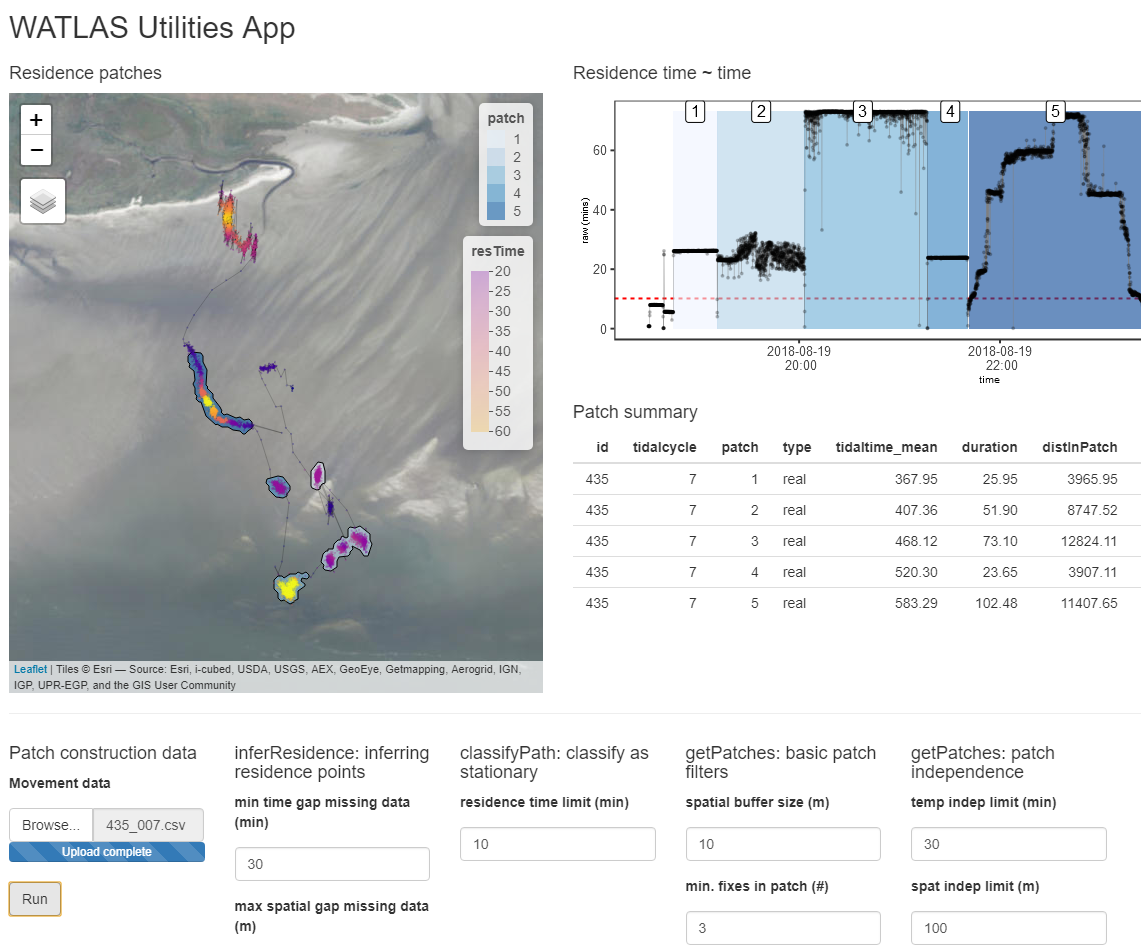 WATLAS Utilities App
Residence patches
+
−
patch
1
2
3
4
5
resTime
20
25
30
35
40
45
50
55
60
Leaflet | Tiles © Esri — Source: Esri, i-cubed, USDA, USGS, AEX, GeoEye, Getmapping, Aerogrid, IGN,
IGP, UPR-EGP, and the GIS User Community
Residence time ~ time
1 2 3 4 5
raw (mins)
60
40
20
0
2018-08-19 2018-08-19
20:00 22:00
time
Patch summary
id tidalcycle patch type tidaltime_mean duration distInPatch
435 7 1 real 367.95 25.95 3965.95
435 7 2 real 407.36 51.90 8747.52
435 7 3 real 468.12 73.10 12824.11
435 7 4 real 520.30 23.65 3907.11
435 7 5 real 583.29 102.48 11407.65
Patch construction data
Movement data
Browse... 435_007.csv
Upload complete
Run
inferResidence: inferring
residence points
min time gap missing data
(min)
30
max spatial gap missing data
(m)
classifyPath: classify as
stationary
residence time limit (min)
10
getPatches: basic patch
filters
spatial buffer size (m)
10
min. fixes in patch (#)
3
getPatches: patch
independence
temp indep limit (min)
30
spat indep limit (m)
100